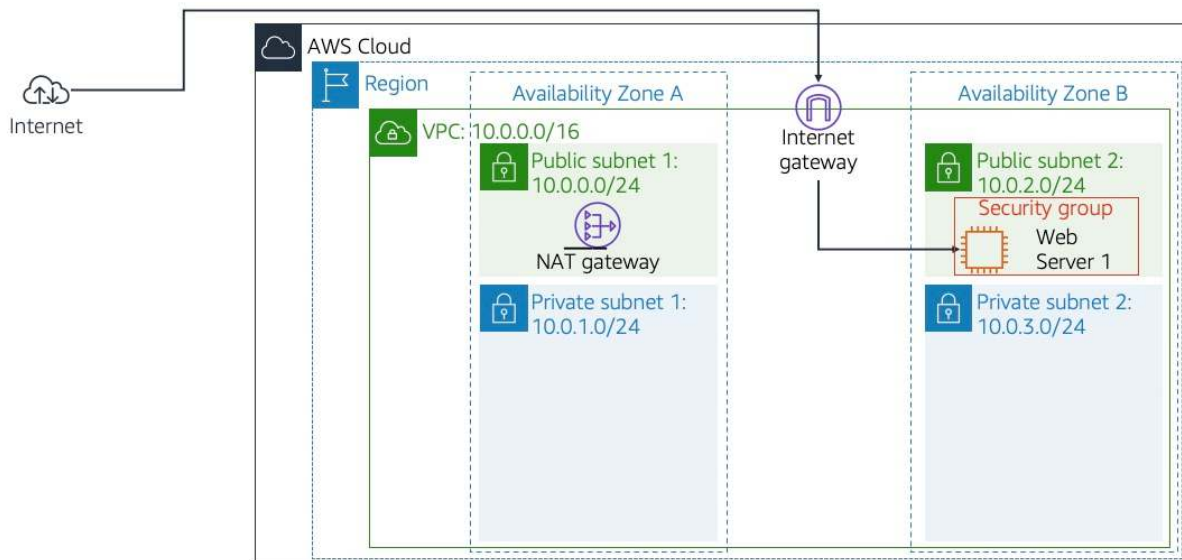 AWS Cloud
Region
Availability Zone A
Availability Zone B
Internet
VPC: 10.0.0.0/16
Internet
gateway
Public subnet 1:
10.0.0.0/24
NAT gateway
Public subnet 2:
10.0.2.0/24
Security group
Web
Server 1
Private subnet 1:
10.0.1.0/24
Private subnet 2:
10.0.3.0/24